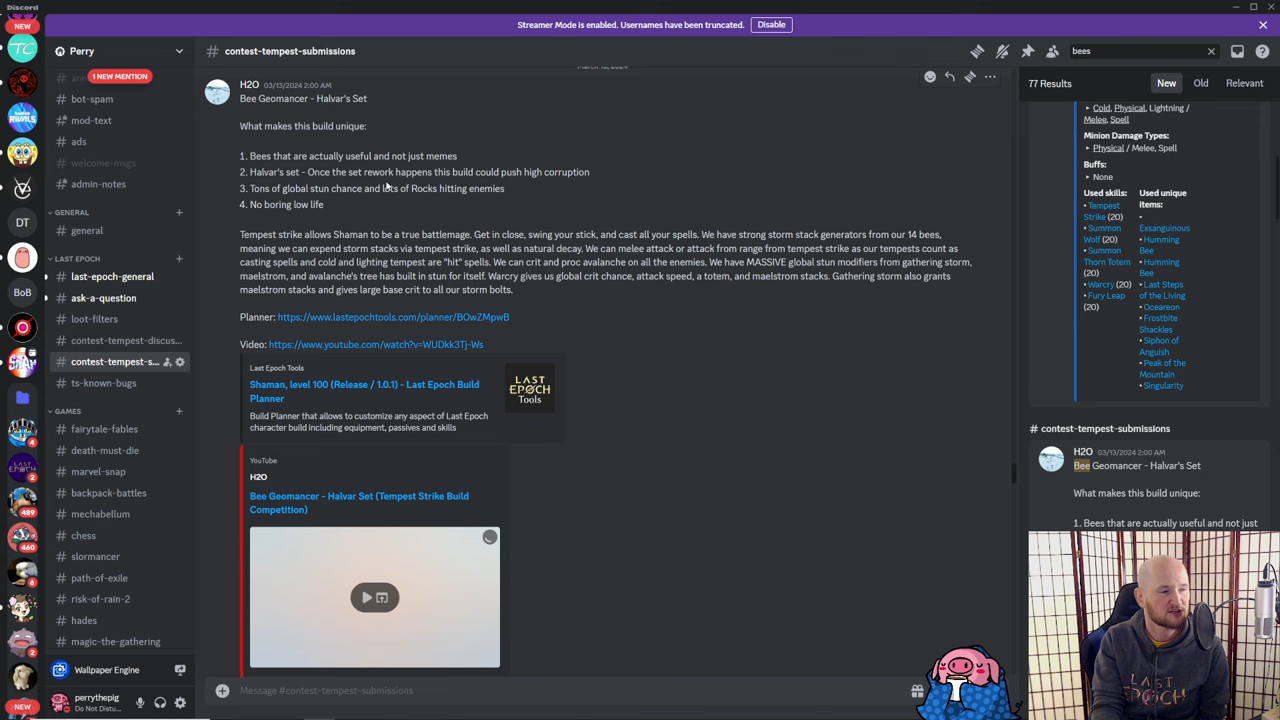 Discord
Streamer Mode is enabled. Usernames have been truncated.
Disable
NEW
TC
DT
BoB
4
2
489
460
6
2
NEW
Perry
1 NEW MENTION
bot-spam
mod-text
ads
welcome-msgs
admin-notes
GENERAL
general
LAST EPOCH
last-epoch-general
ask-a-question
loot-filters
contest-tempest-discus...
contest-tempest-s...
ts-known-bugs
GAMES
fairytale-fables
death-must-die
marvel-snap
backpack-battles
mechabellum
chess
slormancer
path-of-exile
risk-of-rain-2
hades
magic-the-gathering
Wallpaper Engine
perrythepig
Do Not Distu...
# contest-tempest-submissions
H2O 03/13/2024 2:00 AM
Bee Geomancer - Halvar's Set
What makes this build unique:
1. Bees that are actually useful and not just memes
2. Halvar's set - Once the set rework happens this build could push high corruption
3. Tons of global stun chance and lots of Rocks hitting enemies
4. No boring low life
Tempest strike allows Shaman to be a true battlemage. Get in close, swing your stick, and cast all your spells. We have strong storm stack generators from our 14 bees,
meaning we can expend storm stacks via tempest strike, as well as natural decay. We can melee attack or attack from range from tempest strike as our tempests count as
casting spells and cold and lighting tempest are "hit" spells. We can crit and proc avalanche on all the enemies. We have MASSIVE global stun modifiers from gathering storm,
maelstrom, and avalanche's tree has built in stun for itself. Warcry gives us global crit chance, attack speed, a totem, and maelstrom stacks. Gathering storm also grants
maelstrom stacks and gives large base crit to all our storm bolts.
Planner: https://www.lastepochtools.com/planner/BOwZMpwB
Video: https://www.youtube.com/watch?v=WUDkk3Tj-Ws
Last Epoch Tools
Shaman, level 100 (Release / 1.0.1) - Last Epoch Build
Planner
Build Planner that allows to customize any aspect of Last Epoch
character build including equipment, passives and skills
LAST
EPOCH
Tools
YouTube
H2O
Bee Geomancer - Halvar Set (Tempest Strike Build
Competition)
Message #contest-tempest-submissions
bees
77 Results
New
Old
Relevant
▸ Cold, Physical, Lightning /
Melee, Spell
Minion Damage Types:
▸ Physical / Melee, Spell
Buffs:
▸ None
Used skills:
• Tempest
Strike (20)
• Summon
Wolf (20)
• Summon
Thorn Totem
(20)
• Warcry (20)
• Fury Leap
(20)
Used unique
items:
•
Exsanguinous
• Humming
Bee
• Humming
Bee
• Last Steps
of the Living
• Oceareon
• Frostbite
Shackles
• Siphon of
Anguish
• Peak of the
Mountain
• Singularity
# contest-tempest-submissions
H2O 03/13/2024 2:00 AM
Bee Geomancer - Halvar's Set
What makes this build unique:
1. Bees that are actually useful and not just
LAST
EPOCH